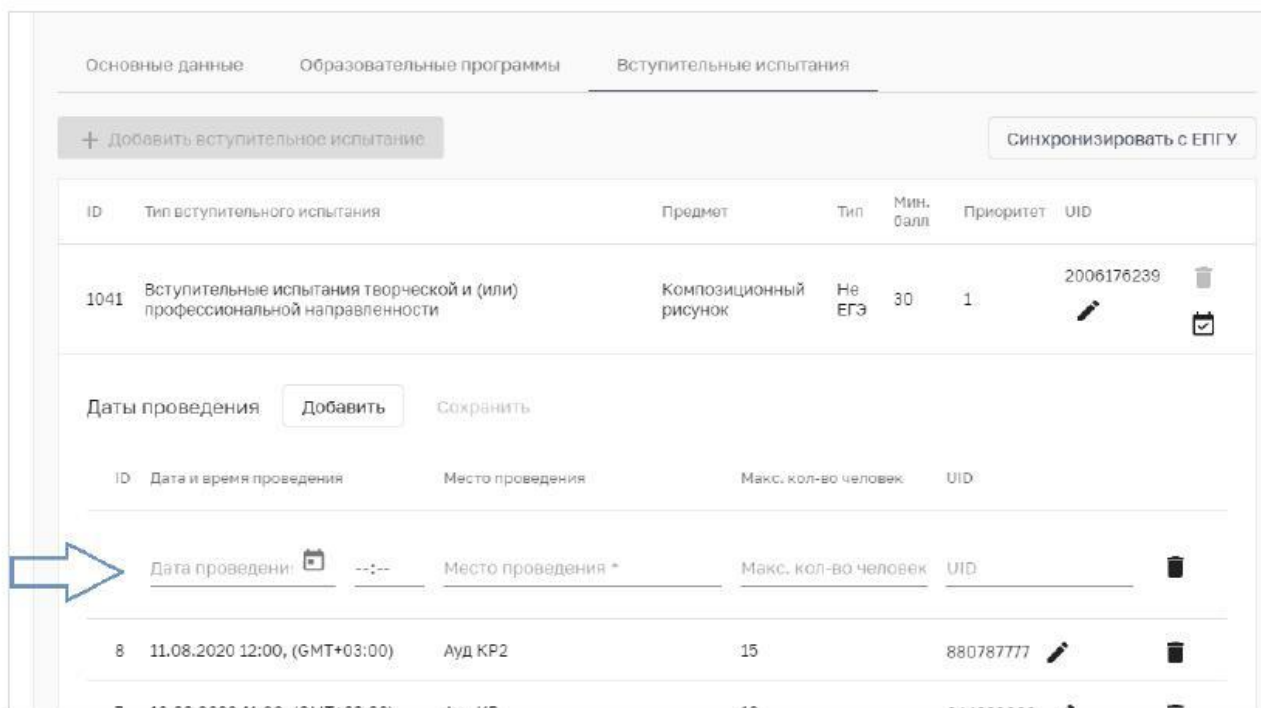 Основные данные Образовательные программы Вступительные испытания
+ Добавить вступительное испытание Синхронизировать с ЕПГУ
ID Тип вступительного испытания Предмет Тип Мин. балл Приоритет UID
1041 Вступительные испытания творческой и (или) Композиционный Не 30 1 2006176239
профессиональной направленности рисунок ЕГЭ
Даты проведения Добавить Сохранить
ID Дата и время проведения Место проведения Макс. кол-во человек UID
Дата проведени --:-- Место проведения * Макс. кол-во человек UID
8 11.08.2020 12:00, (GMT+03:00) Ауд КР2 15 880787777